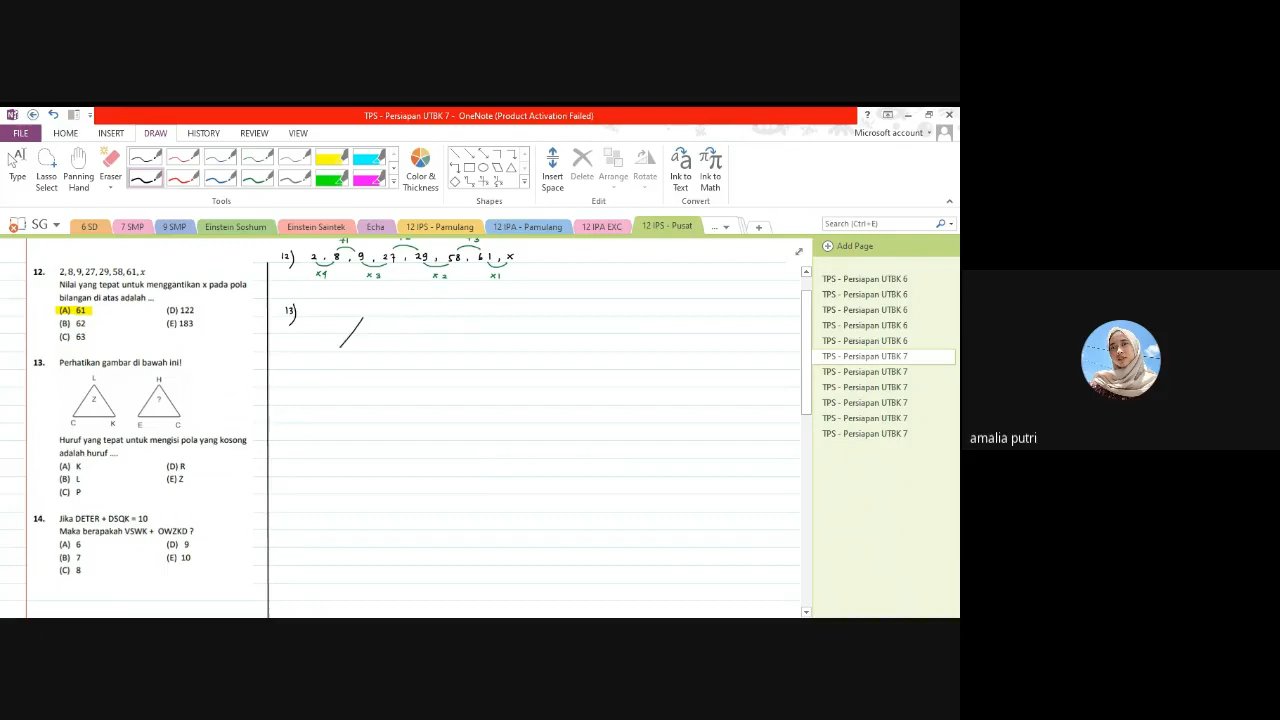 TPS - Persiapan UTBK 7 - OneNote (Product Activation Failed)
FILE HOME INSERT DRAW HISTORY REVIEW VIEW
Microsoft account
Type
Lasso Select
Panning Hand
Eraser
Color & Thickness
Insert Space
Delete
Arrange
Rotate
Ink to Text
Ink to Math
Tools
Shapes
Edit
Convert
SG
6 SD
7 SMP
9 SMP
Einstein Soshum
Einstein Saintek
Echa
12 IPS - Pamulang
12 IPA - Pamulang
12 IPA EXC
12 IPS - Pusat
...
Search (Ctrl+E)
12. 2, 8, 9, 27, 29, 58, 61, x
Nilai yang tepat untuk menggantikan x pada pola
bilangan di atas adalah ...
(A) 61 (D) 122
(B) 62 (E) 183
(C) 63
13. Perhatikan gambar di bawah ini!
L H
Z ?
C K E C
Huruf yang tepat untuk mengisi pola yang kosong
adalah huruf ....
(A) K (D) R
(B) L (E) Z
(C) P
14. Jika DETER + DSQK = 10
Maka berapakah VSWK + OWZKD ?
(A) 6 (D) 9
(B) 7 (E) 10
(C) 8
12) 2, 8, 9, 27, 29, 58, 61, x
x4 x3 x2 x1
13)
Add Page
TPS - Persiapan UTBK 6
TPS - Persiapan UTBK 6
TPS - Persiapan UTBK 6
TPS - Persiapan UTBK 6
TPS - Persiapan UTBK 6
TPS - Persiapan UTBK 7
TPS - Persiapan UTBK 7
TPS - Persiapan UTBK 7
TPS - Persiapan UTBK 7
TPS - Persiapan UTBK 7
TPS - Persiapan UTBK 7
amalia putri